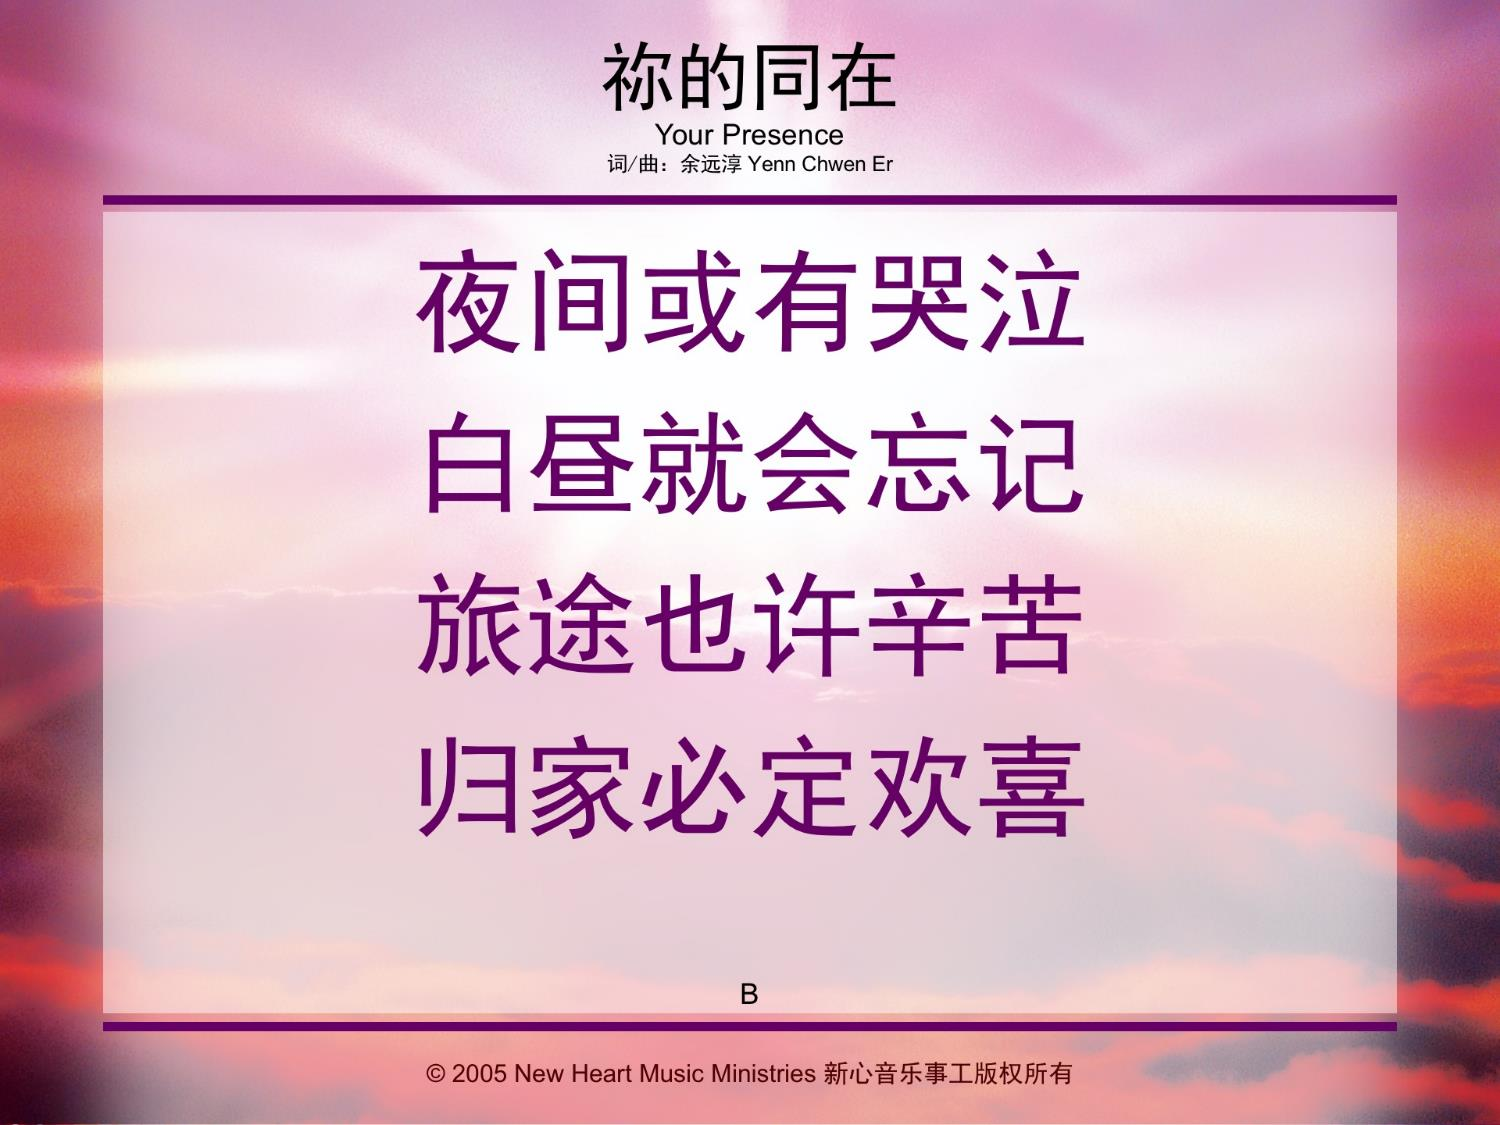 祢的同在
Your Presence
词/曲：余远淳 Yenn Chwen Er
夜间或有哭泣
白昼就会忘记
旅途也许辛苦
归家必定欢喜
B
© 2005 New Heart Music Ministries 新心音乐事工版权所有